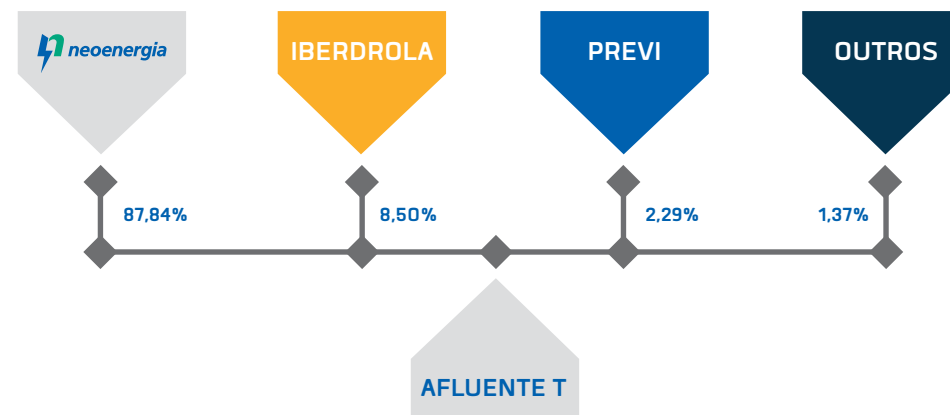 neoenergia
IBERDROLA
PREVI
OUTROS
87,84%
8,50%
2,29%
1,37%
AFLUENTE T